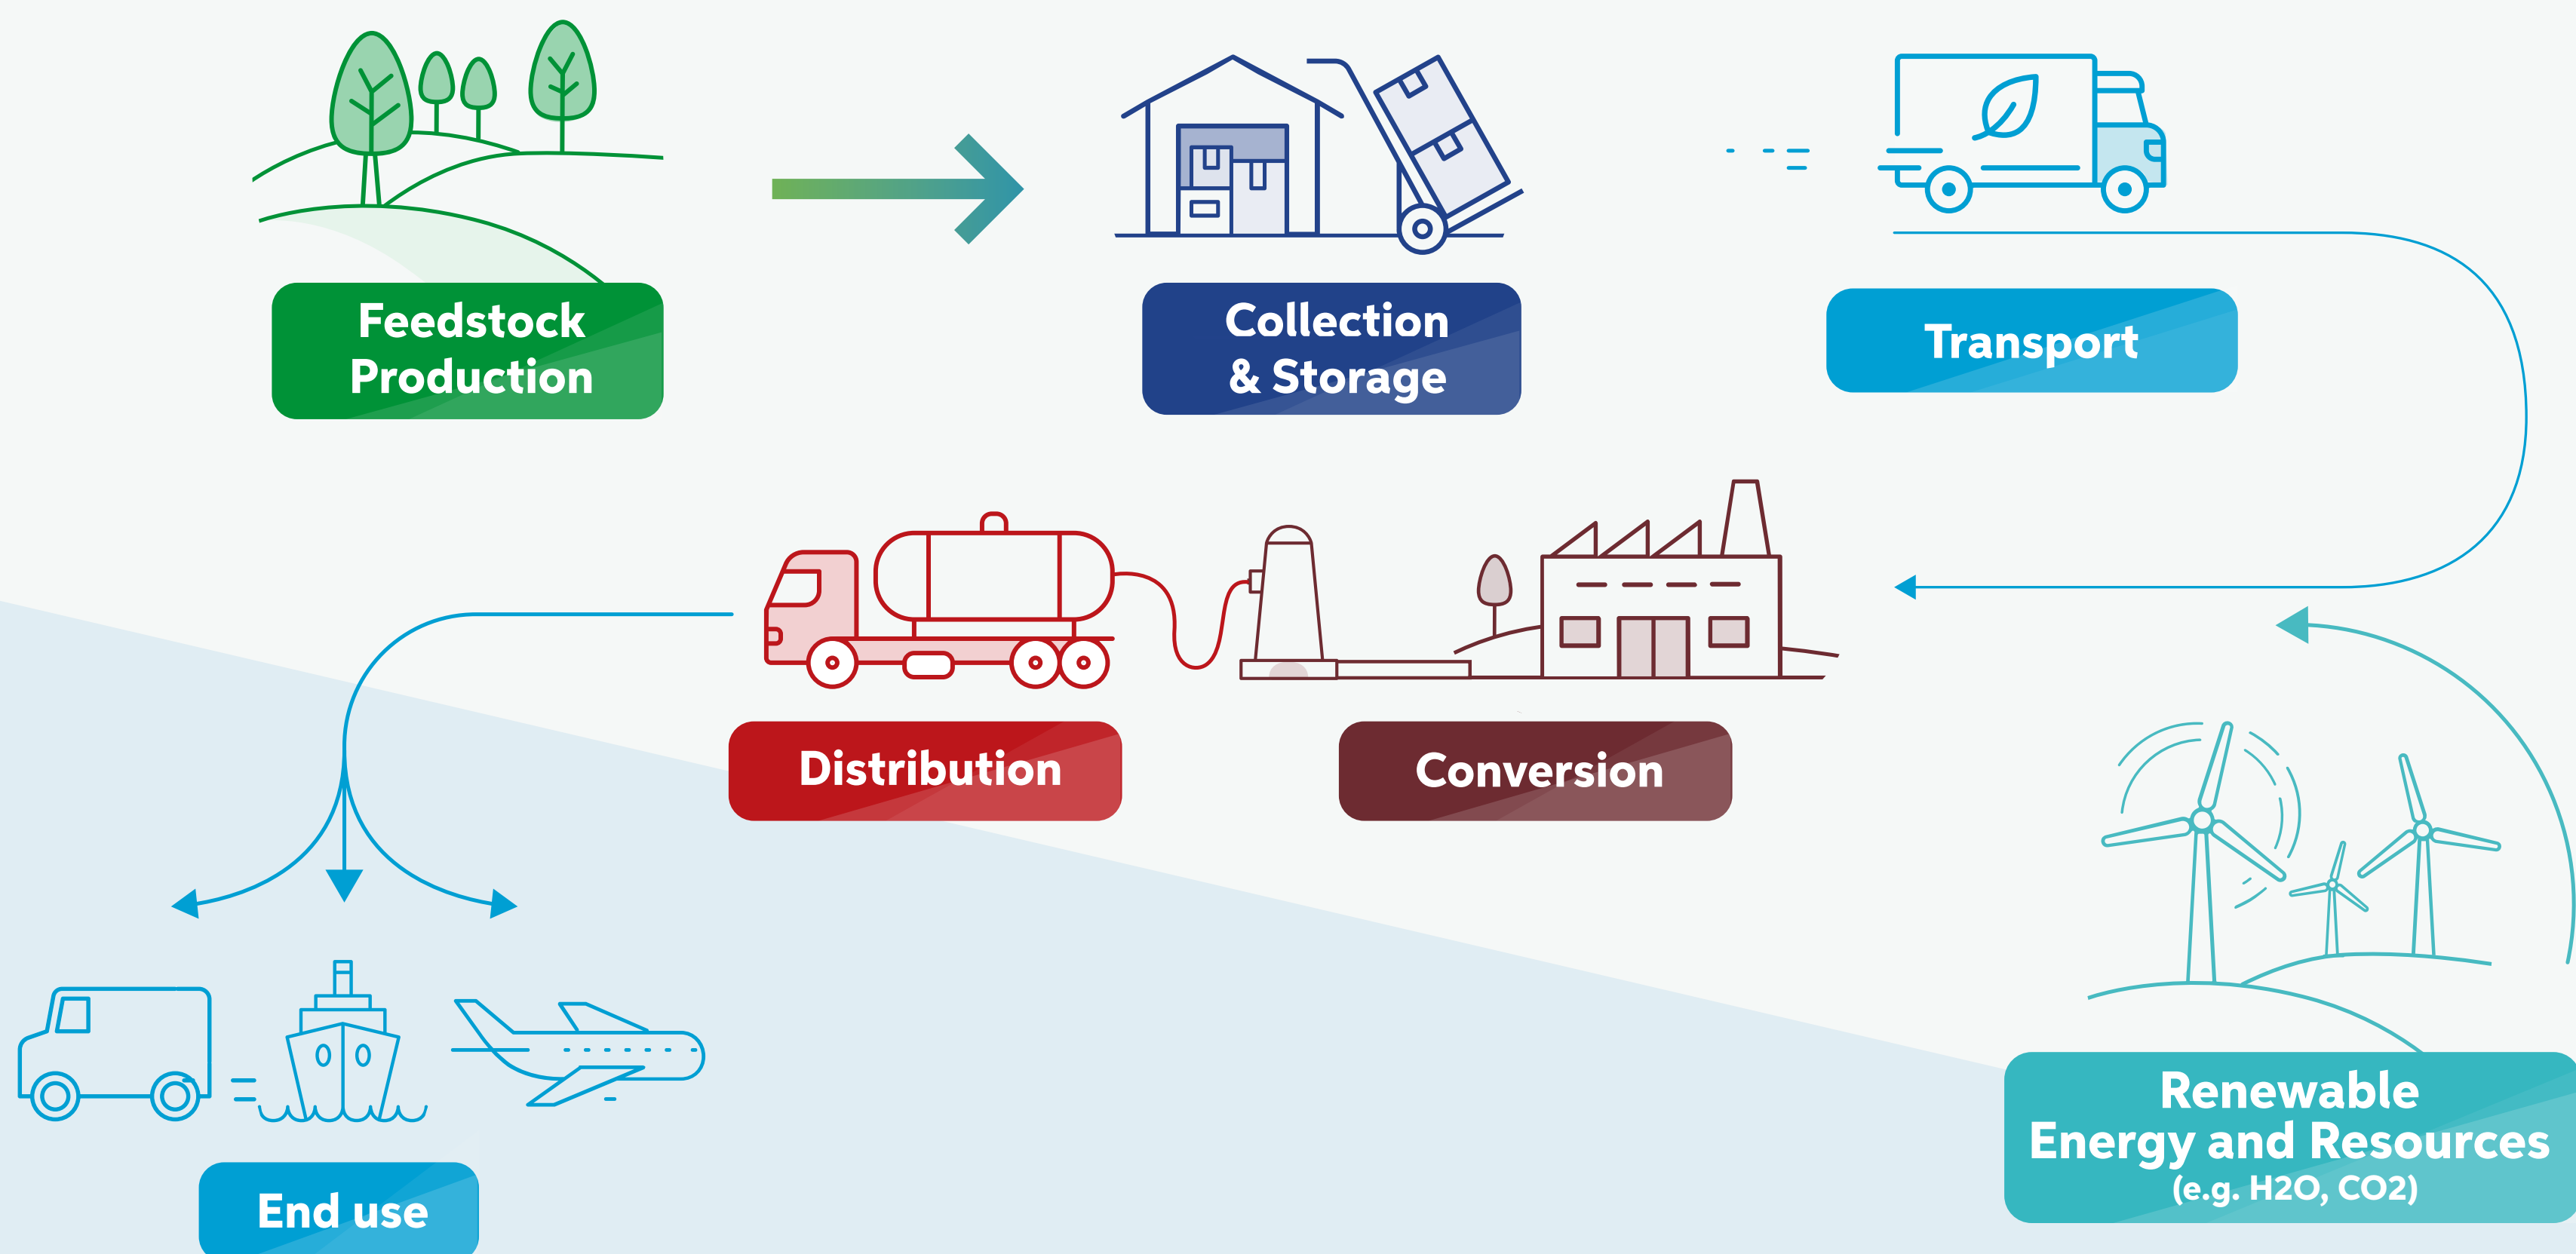 Feedstock
Production
Collection
& Storage
Transport
Distribution
Conversion
Renewable
Energy and Resources
(e.g. H2O, CO2)
End use